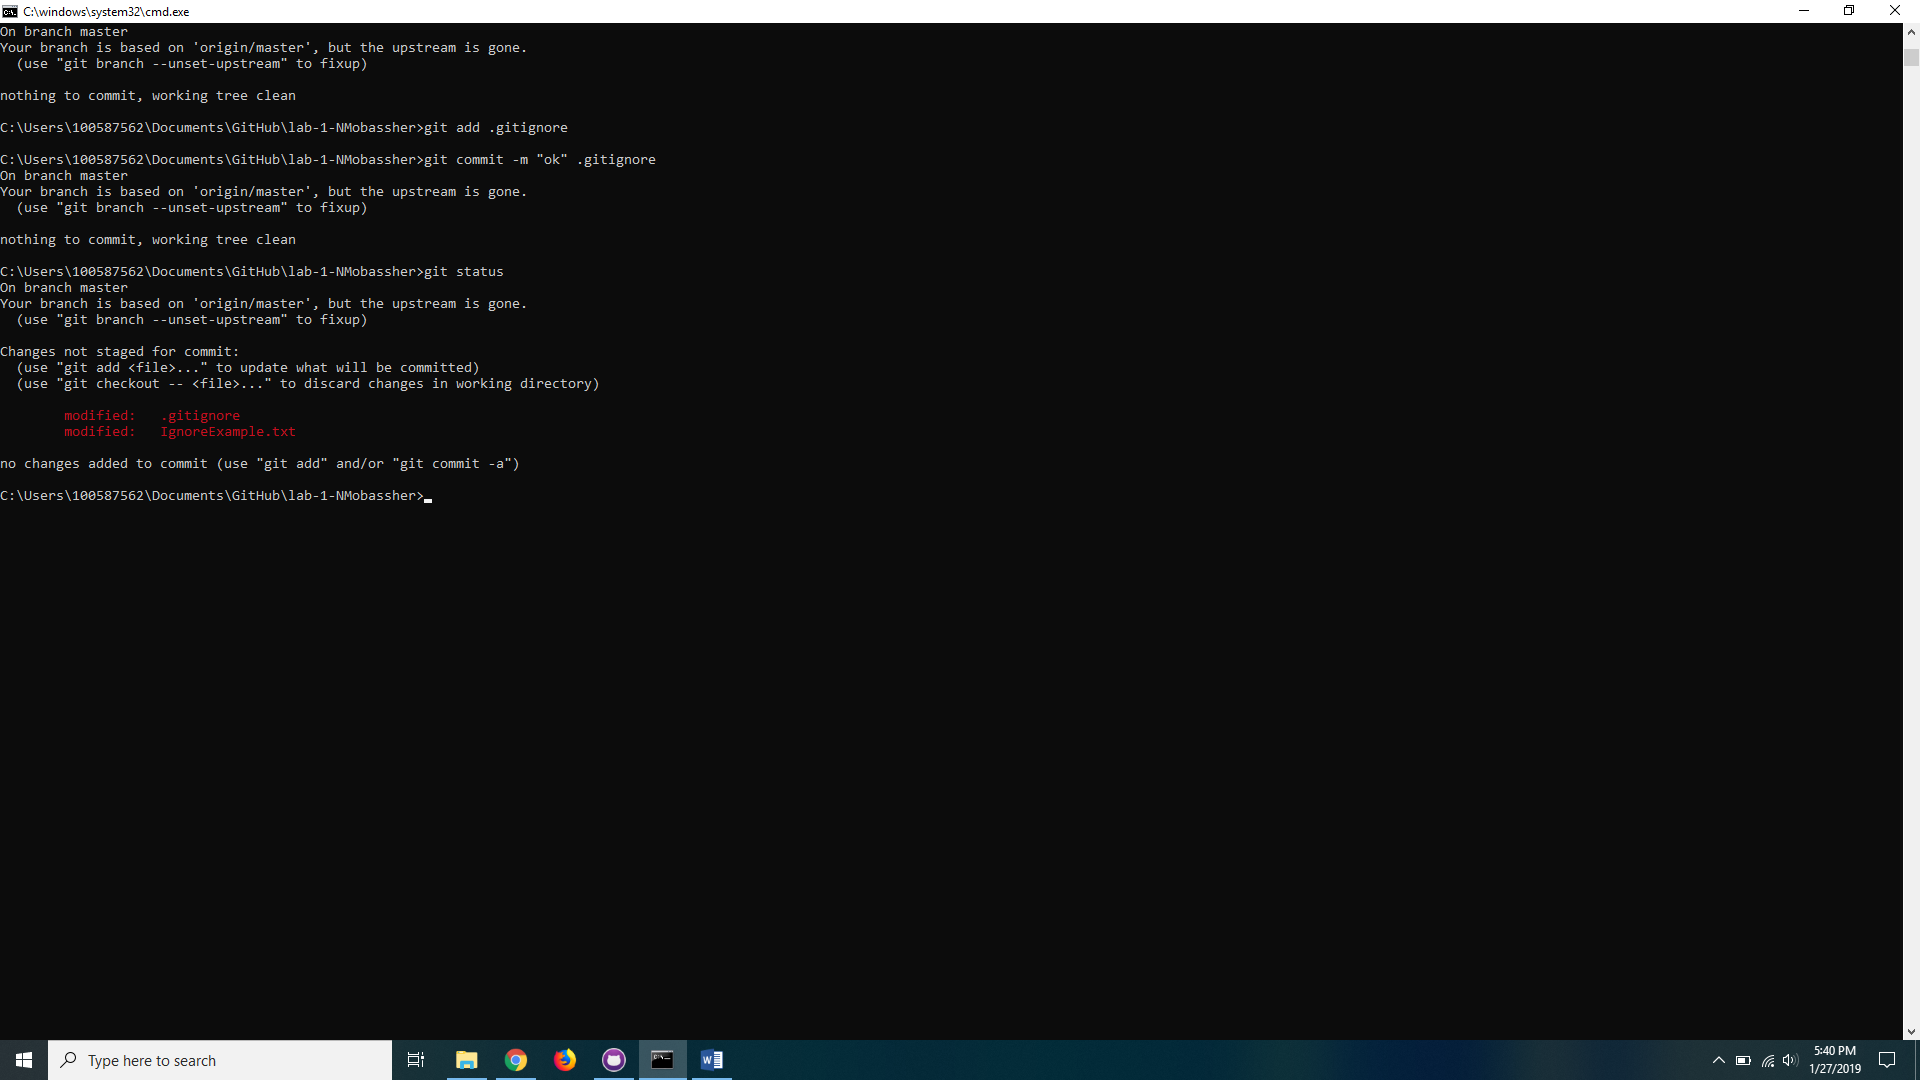 C:\windows\system32\cmd.exe
On branch master
Your branch is based on 'origin/master', but the upstream is gone.
  (use "git branch --unset-upstream" to fixup)
nothing to commit, working tree clean
C:\Users\100587562\Documents\GitHub\lab-1-NMobassher>git add .gitignore
C:\Users\100587562\Documents\GitHub\lab-1-NMobassher>git commit -m "ok" .gitignore
On branch master
Your branch is based on 'origin/master', but the upstream is gone.
  (use "git branch --unset-upstream" to fixup)
nothing to commit, working tree clean
C:\Users\100587562\Documents\GitHub\lab-1-NMobassher>git status
On branch master
Your branch is based on 'origin/master', but the upstream is gone.
  (use "git branch --unset-upstream" to fixup)
Changes not staged for commit:
  (use "git add <file>..." to update what will be committed)
  (use "git checkout -- <file>..." to discard changes in working directory)
        modified:   .gitignore
        modified:   IgnoreExample.txt
no changes added to commit (use "git add" and/or "git commit -a")
C:\Users\100587562\Documents\GitHub\lab-1-NMobassher>
Type here to search
5:40 PM
1/27/2019